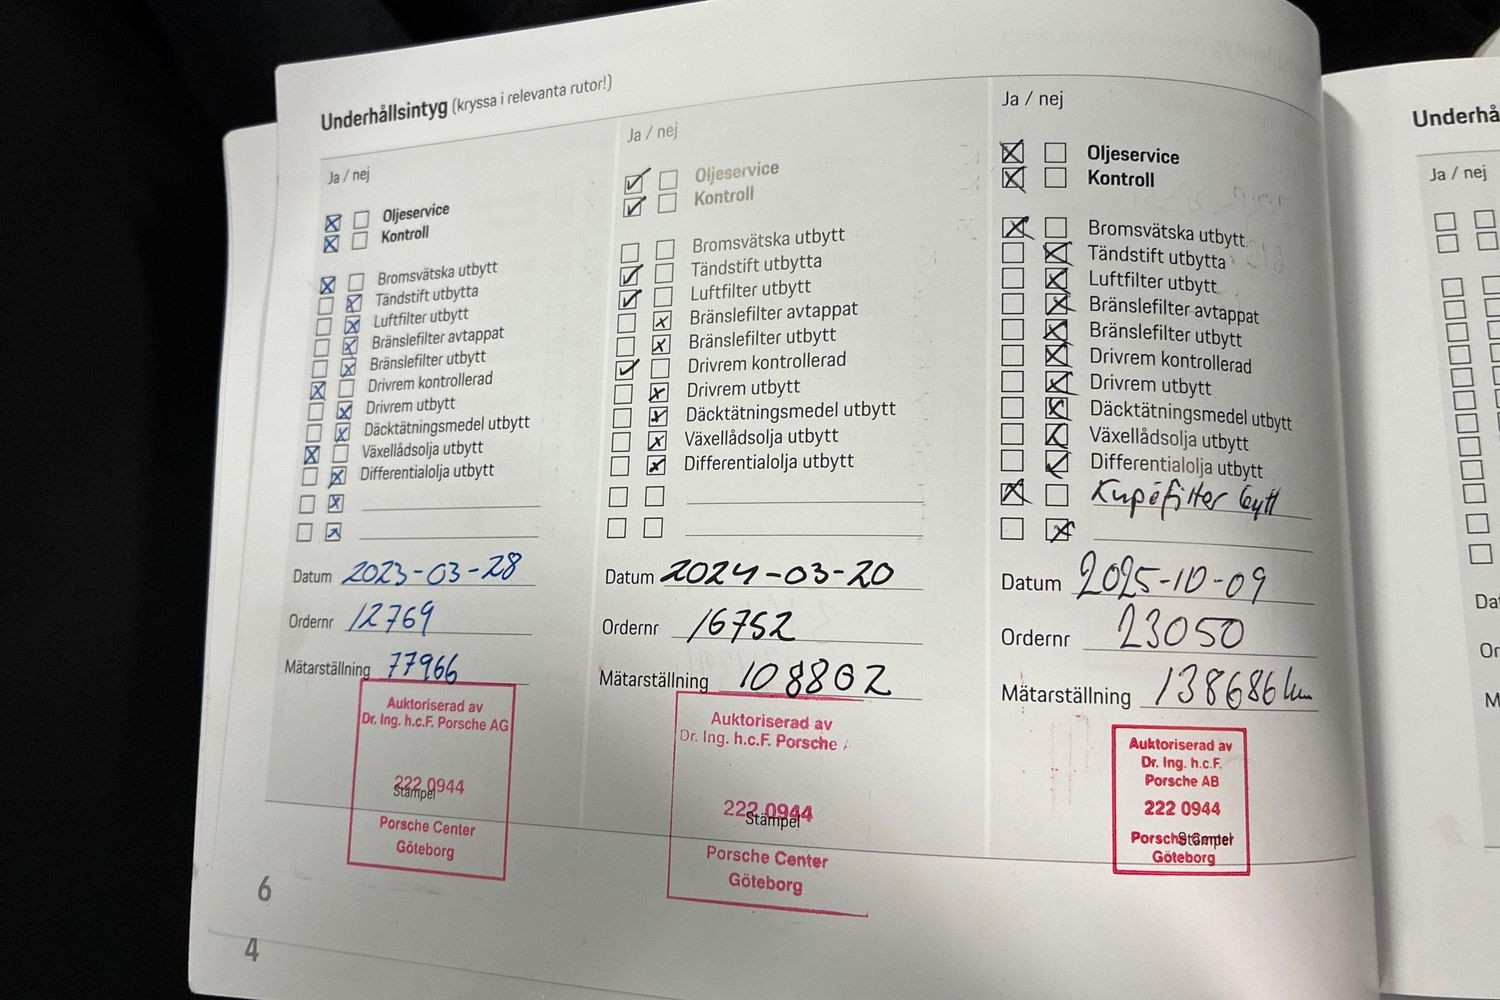 Underhållsintyg (kryssa i relevanta rutor!)
Ja / nej
Oljeservice
Kontroll
Bromsvätska utbytt
Tändstift utbytta
Luftfilter utbytt
Bränslefilter avtappat
Bränslefilter utbytt
Drivrem kontrollerad
Drivrem utbytt
Däcktätningsmedel utbytt
Växellådsolja utbytt
Differentialolja utbytt
Datum 2023-03-28
Ordernr 12769
Mätarställning 77966
Auktoriserad av
Dr. Ing. h.c.F. Porsche AG
222 0944
Stämpel
Porsche Center
Göteborg
Ja / nej
Oljeservice
Kontroll
Bromsvätska utbytt
Tändstift utbytta
Luftfilter utbytt
Bränslefilter avtappat
Bränslefilter utbytt
Drivrem kontrollerad
Drivrem utbytt
Däcktätningsmedel utbytt
Växellådsolja utbytt
Differentialolja utbytt
Datum 2024-03-20
Ordernr 16752
Mätarställning 108802
Auktoriserad av
Dr. Ing. h.c.F. Porsche
222 0944
Stämpel
Porsche Center
Göteborg
Ja / nej
Oljeservice
Kontroll
Bromsvätska utbytt
Tändstift utbytta
Luftfilter utbytt
Bränslefilter avtappat
Bränslefilter utbytt
Drivrem kontrollerad
Drivrem utbytt
Däcktätningsmedel utbytt
Växellådsolja utbytt
Differentialolja utbytt
Kupéfilter bytt
Datum 2025-10-09
Ordernr 23050
Mätarställning 138686 km
Auktoriserad av
Dr. Ing. h.c.F.
Porsche AB
222 0944
Porsche Center
Stämpel
Göteborg
6
4
Underhå
Ja / nej
Da
Or
M